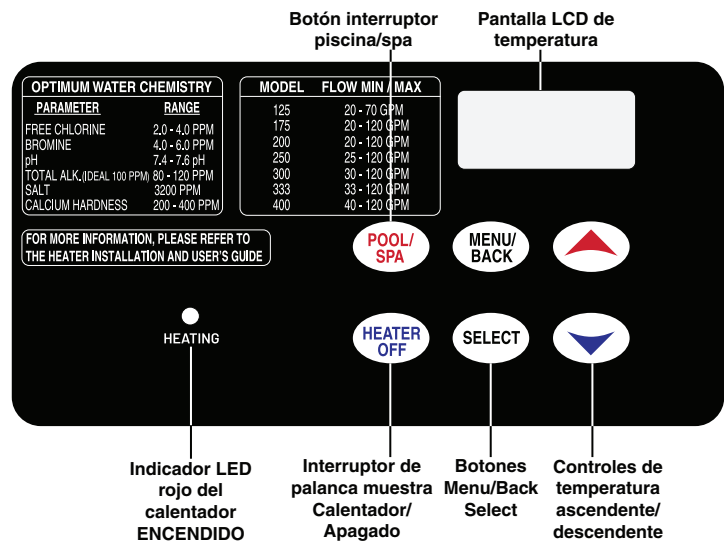 Botón interruptor
piscina/spa
Pantalla LCD de
temperatura
OPTIMUM WATER CHEMISTRY
PARAMETER RANGE
FREE CHLORINE 2.0 - 4.0 PPM
BROMINE 4.0 - 6.0 PPM
pH 7.4 - 7.6 pH
TOTAL ALK.(IDEAL 100 PPM) 80 - 120 PPM
SALT 3200 PPM
CALCIUM HARDNESS 200 - 400 PPM
MODEL FLOW MIN / MAX
125 20 - 70 GPM
175 20 - 120 GPM
200 20 - 120 GPM
250 25 - 120 GPM
300 30 - 120 GPM
333 33 - 120 GPM
400 40 - 120 GPM
FOR MORE INFORMATION, PLEASE REFER TO
THE HEATER INSTALLATION AND USER'S GUIDE
POOL/
SPA
MENU/
BACK
HEATING
HEATER
OFF
SELECT
Indicador LED
rojo del
calentador
ENCENDIDO
Interruptor de
palanca muestra
Calentador/
Apagado
Botones
Menu/Back
Select
Controles de
temperatura
ascendente/
descendente